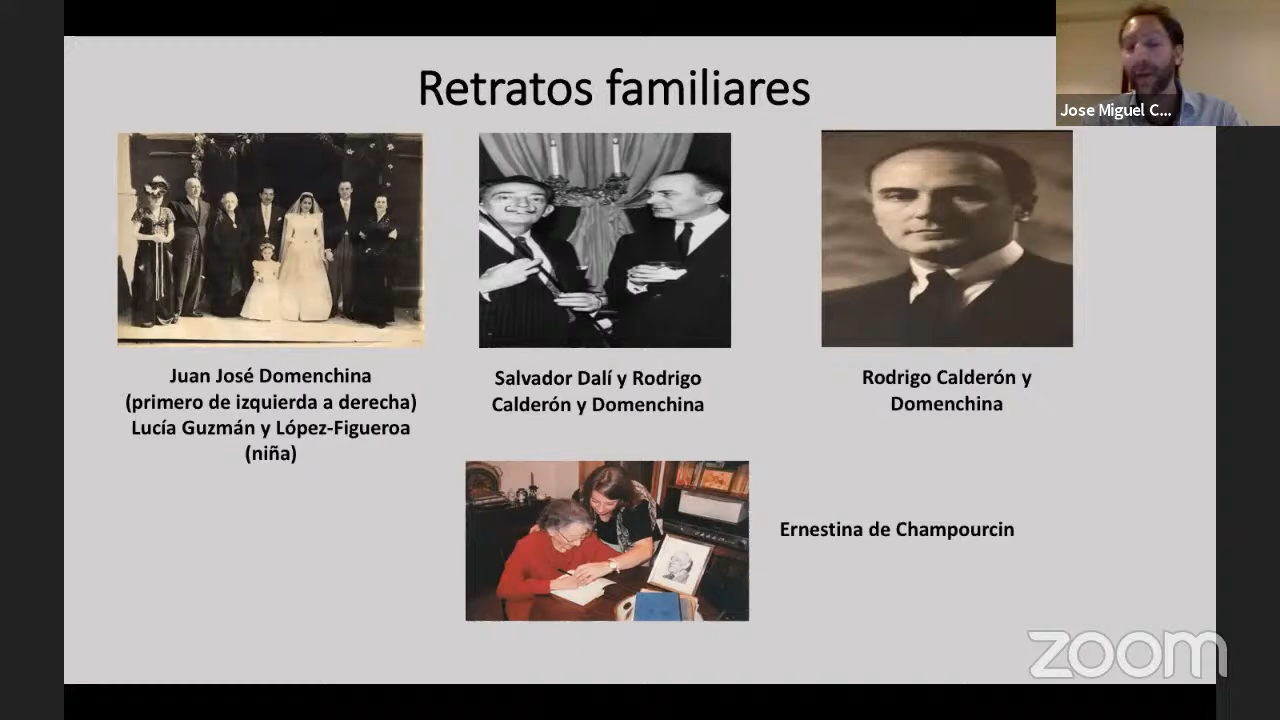 Retratos familiares
Jose Miguel C...
Juan José Domenchina
(primero de izquierda a derecha)
Lucía Guzmán y López-Figueroa
(niña)
Salvador Dalí y Rodrigo
Calderón y Domenchina
Rodrigo Calderón y
Domenchina
Ernestina de Champourcin
zoom